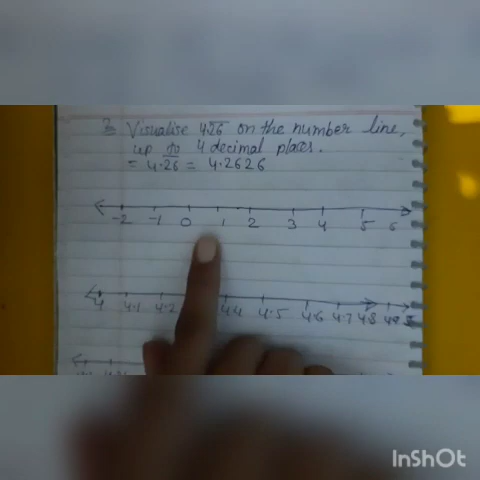 2 Visualise 4.2̅6̅ on the number line,
up to 4 decimal places.
= 4.2̅6̅ = 4.2626
-2 -1 0 1 2 3 4 5 6
4 4.1 4.2 4.4 4.5 4.6 4.7 4.8 4.9
InShOt